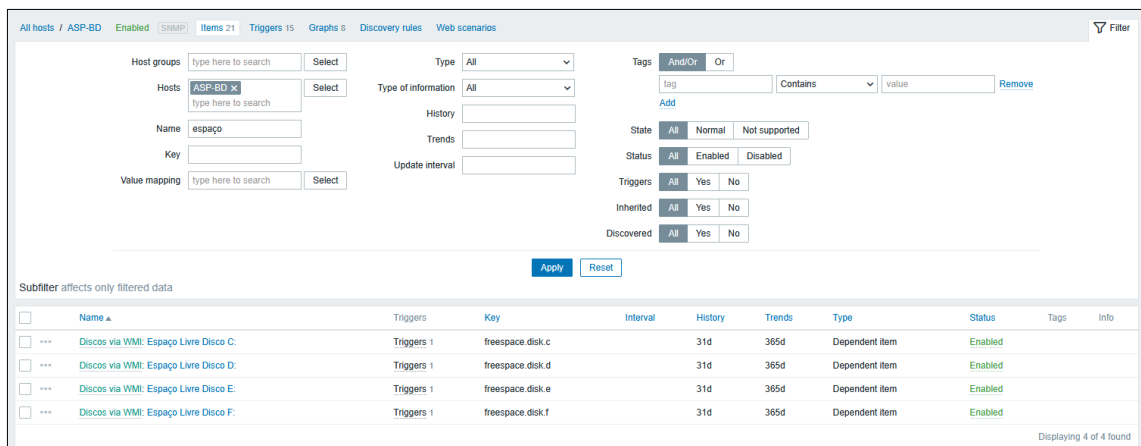 All hosts / ASP-BD Enabled SNMP Items 21 Triggers 15 Graphs 8 Discovery rules Web scenarios Filter
Host groups type here to search Select Type All Tags And/Or Or
Hosts ASP-BD × Select Type of information All tag Contains value Remove
type here to search Add
History
Name espaço State All Normal Not supported
Trends
Key Status All Enabled Disabled
Update interval
Value mapping type here to search Select Triggers All Yes No
Inherited All Yes No
Discovered All Yes No
Apply Reset
Subfilter affects only filtered data
Name Triggers Key Interval History Trends Type Status Tags Info
Discos via WMI: Espaço Livre Disco C: Triggers 1 freespace.disk.c 31d 365d Dependent item Enabled
Discos via WMI: Espaço Livre Disco D: Triggers 1 freespace.disk.d 31d 365d Dependent item Enabled
Discos via WMI: Espaço Livre Disco E: Triggers 1 freespace.disk.e 31d 365d Dependent item Enabled
Discos via WMI: Espaço Livre Disco F: Triggers 1 freespace.disk.f 31d 365d Dependent item Enabled
Displaying 4 of 4 found